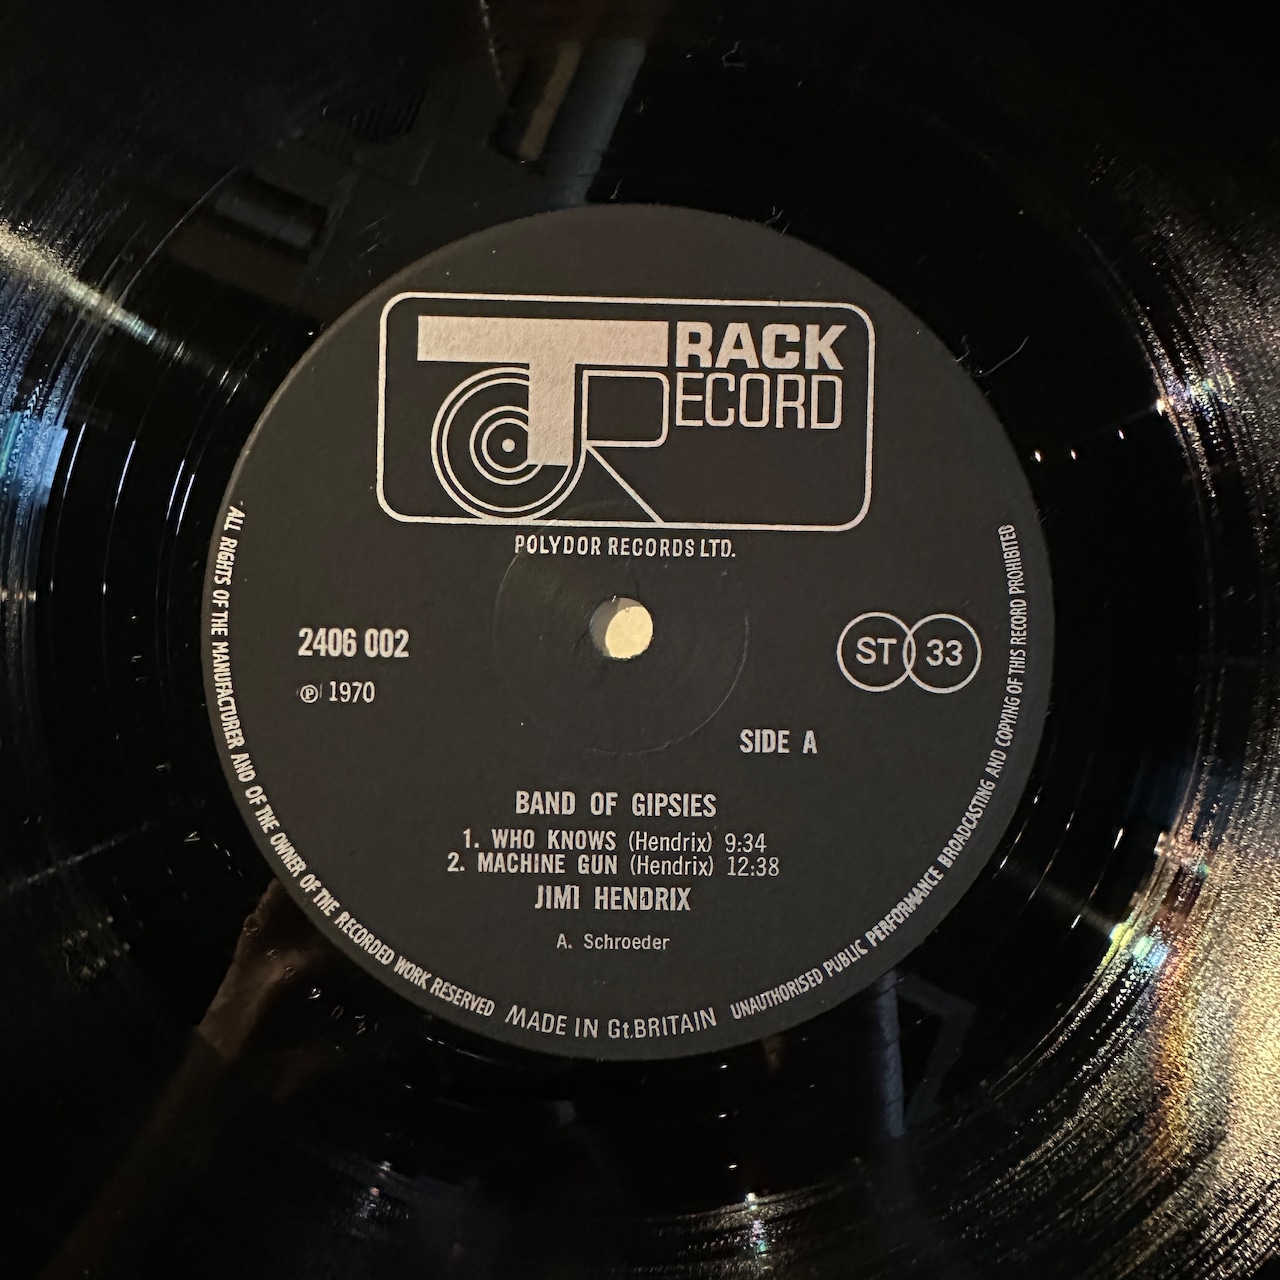 TRACK
RECORD
POLYDOR RECORDS LTD.
2406 002
℗ 1970
ST 33
SIDE A
BAND OF GIPSIES
1. WHO KNOWS (Hendrix) 9:34
2. MACHINE GUN (Hendrix) 12:38
JIMI HENDRIX
A. Schroeder
ALL RIGHTS OF THE MANUFACTURER AND OF THE OWNER OF THE RECORDED WORK RESERVED
MADE IN Gt.BRITAIN
UNAUTHORISED PUBLIC PERFORMANCE BROADCASTING AND COPYING OF THIS RECORD PROHIBITED